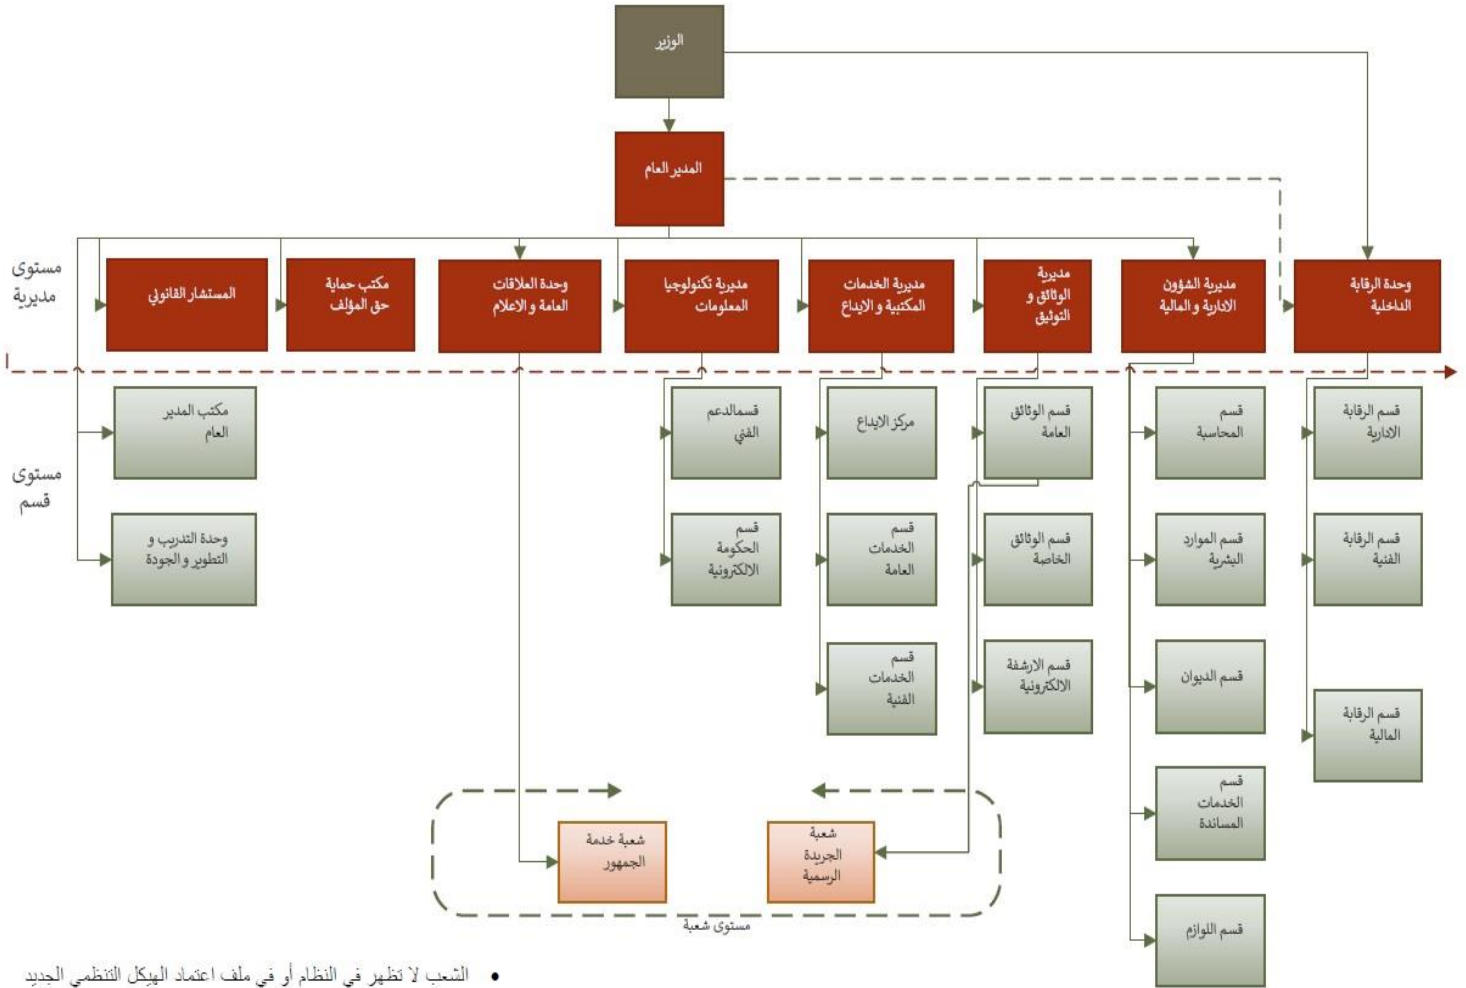 الوزير
المدير العام
مستوى
مديرية
وحدة الرقابة
الداخلية
مديرية الشؤون
الادارية و المالية
مديرية
الوثائق و
التوثيق
مديرية الخدمات
المكتبية و الايداع
مديرية تكنولوجيا
المعلومات
وحدة العلاقات
العامة و الاعلام
مكتب حماية
حق المؤلف
المستشار القانوني
مستوى
قسم
قسم الرقابة
الادارية
قسم
المحاسبة
قسم الوثائق
العامة
مركز الايداع
قسمالدعم
الفني
مكتب المدير
العام
قسم الرقابة
الفنية
قسم الموارد
البشرية
قسم الوثائق
الخاصة
قسم
الخدمات
العامة
قسم
الحكومة
الالكترونية
وحدة التدريب و
التطوير و الجودة
قسم الرقابة
المالية
قسم الديوان
قسم الارشفة
الالكترونية
قسم
الخدمات
الفنية
قسم
الخدمات
المساندة
شعبة
الجريدة
الرسمية
شعبة خدمة
الجمهور
مستوى شعبة
قسم اللوازم
• الشعب لا تظهر في النظام أو في ملف اعتماد الهيكل التنظمي الجديد